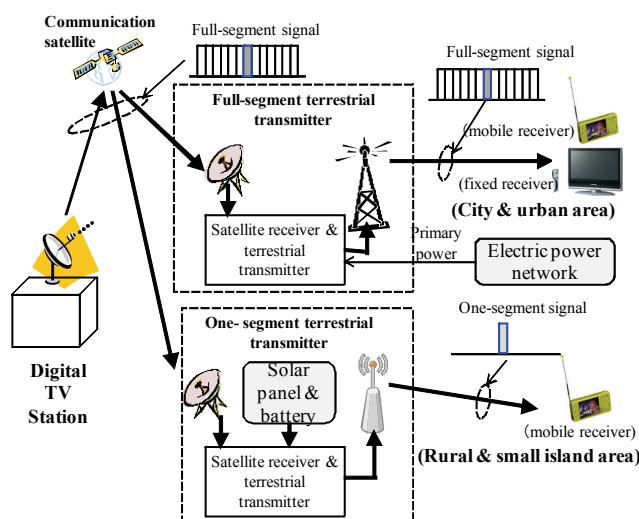 Communication
satellite
Full-segment signal
Full-segment signal
Full-segment terrestrial
transmitter
(mobile receiver)
(fixed receiver)
(City & urban area)
Satellite receiver &
terrestrial
transmitter
Primary
power
Electric power
network
One- segment terrestrial
transmitter
One-segment signal
Solar
panel &
battery
Digital
TV
Station
(mobile receiver)
(Rural & small island area)
Satellite receiver &
terrestrial
transmitter